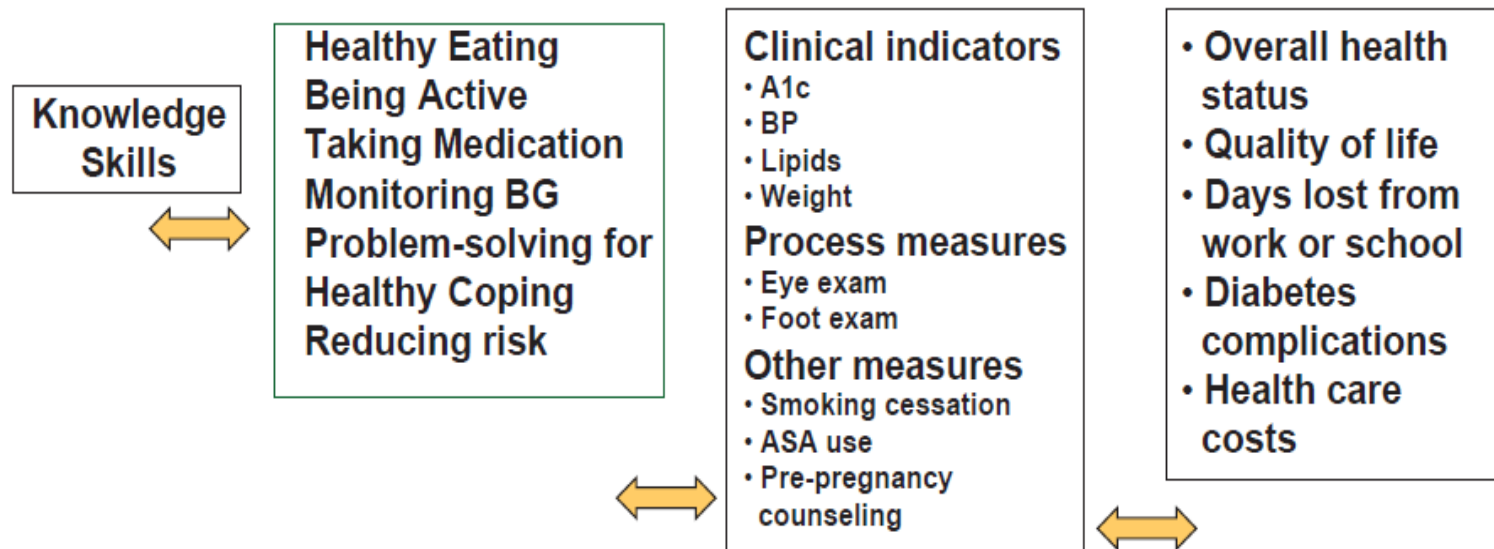 Knowledge
Skills
Healthy Eating
Being Active
Taking Medication
Monitoring BG
Problem-solving for
Healthy Coping
Reducing risk
Clinical indicators
• A1c
• BP
• Lipids
• Weight
Process measures
• Eye exam
• Foot exam
Other measures
• Smoking cessation
• ASA use
• Pre-pregnancy
counseling
• Overall health
status
• Quality of life
• Days lost from
work or school
• Diabetes
complications
• Health care
costs